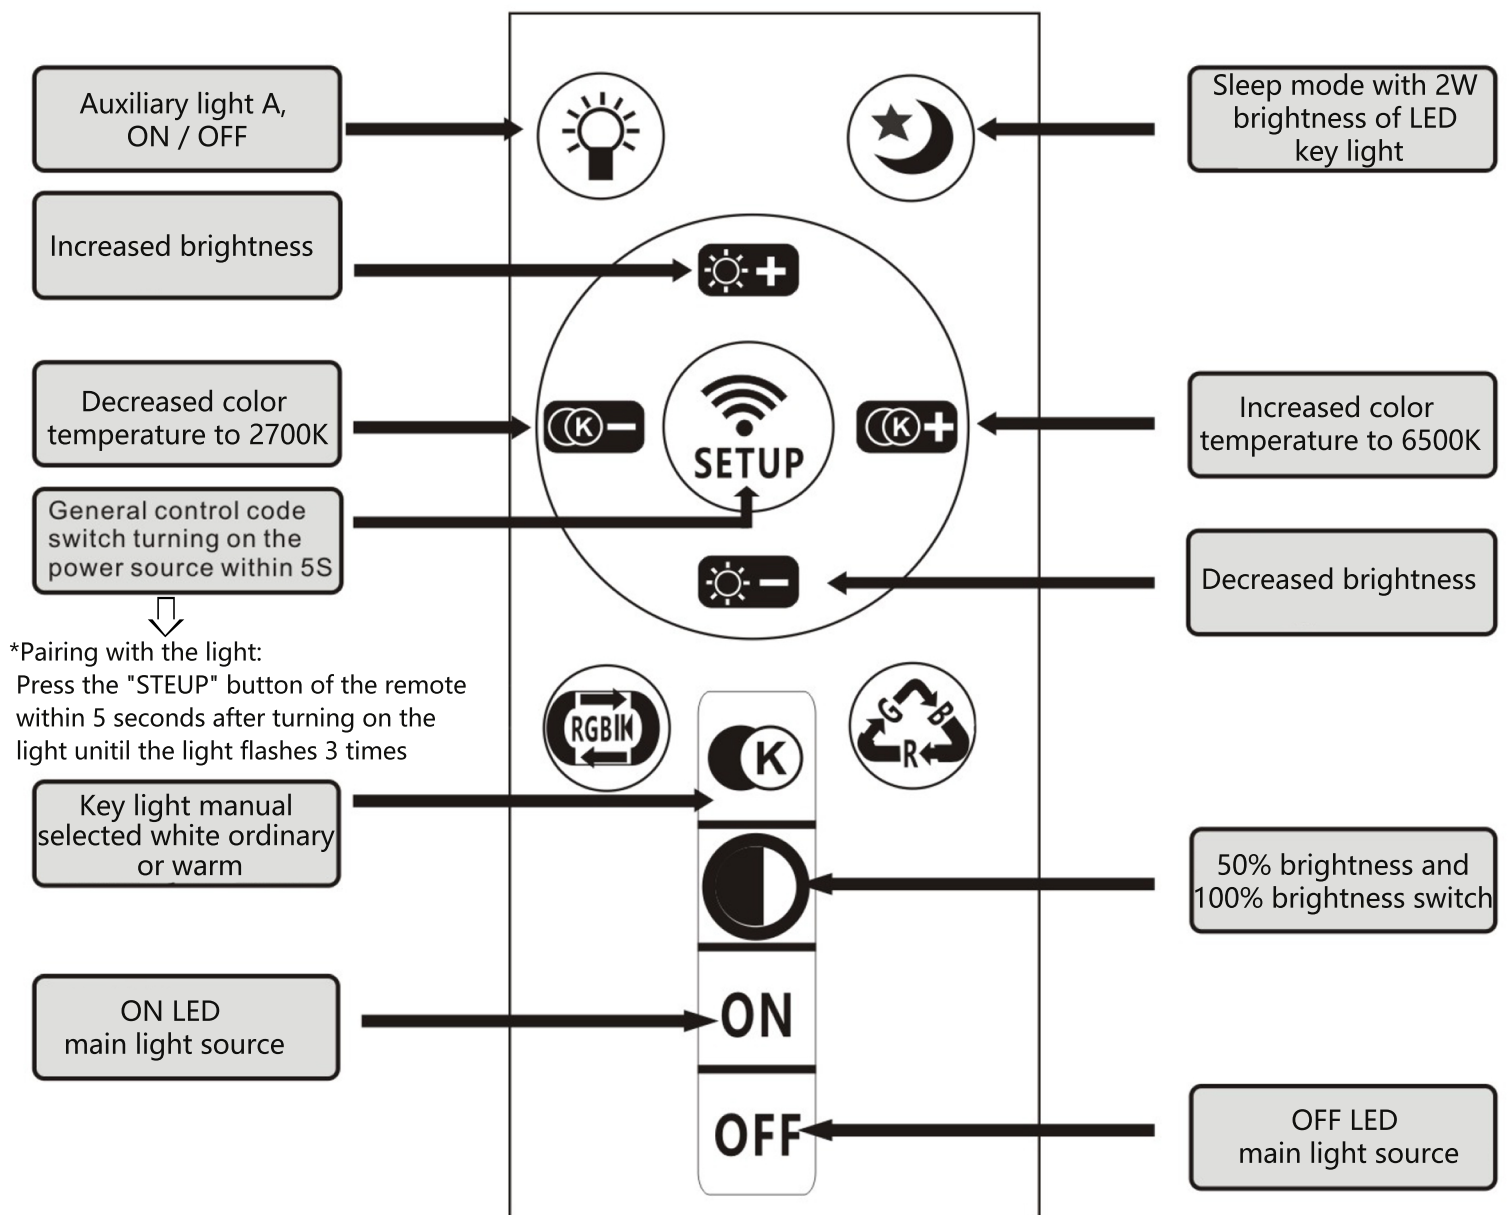 Auxiliary light A,
ON / OFF
Sleep mode with 2W
brightness of LED
key light
Increased brightness
Decreased color
temperature to 2700K
K
SETUP
K
Increased color
temperature to 6500K
General control code
switch turning on the
power source within 5S
Decreased brightness
*Pairing with the light:
Press the "STEUP" button of the remote
within 5 seconds after turning on the
light unitil the light flashes 3 times
RGB
K
G B
R
Key light manual
selected white ordinary
or warm
50% brightness and
100% brightness switch
ON LED
main light source
ON
OFF
OFF LED
main light source